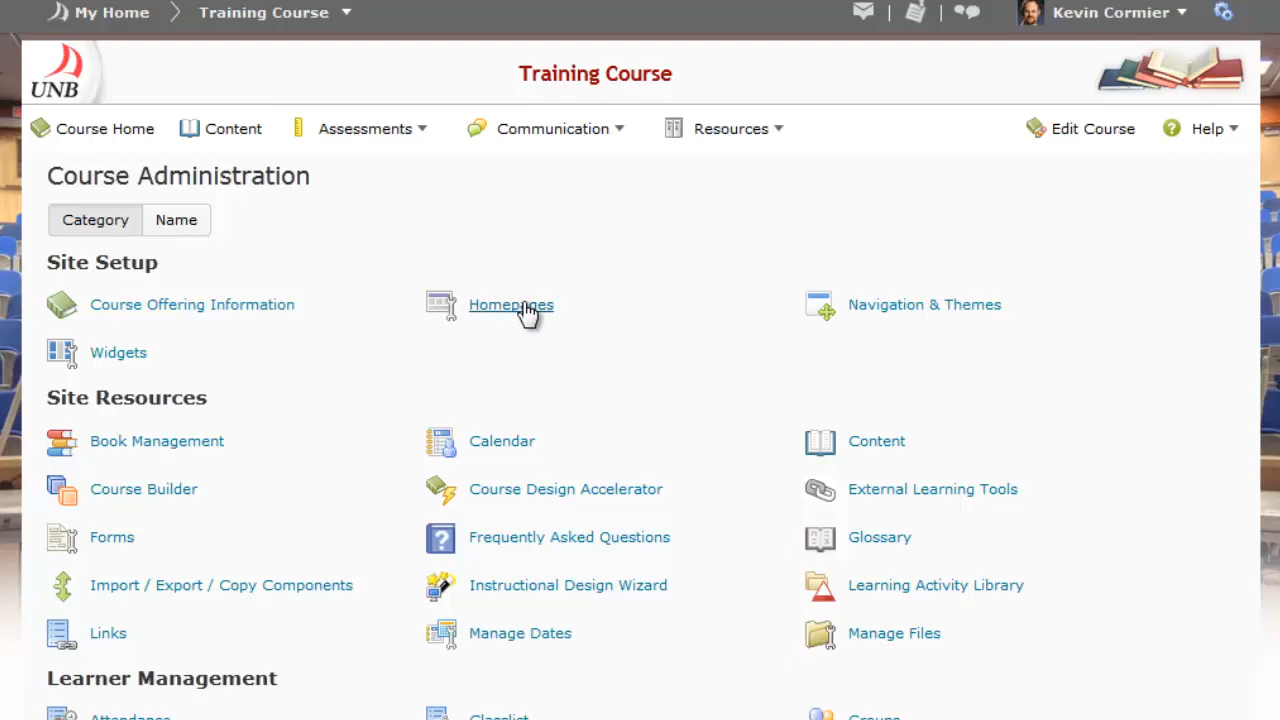 My Home Training Course Kevin Cormier
UNB Training Course
Course Home Content Assessments Communication Resources Edit Course Help
Course Administration
Category Name
Site Setup
Course Offering Information Homepages Navigation & Themes
Widgets
Site Resources
Book Management Calendar Content
Course Builder Course Design Accelerator External Learning Tools
Forms Frequently Asked Questions Glossary
Import / Export / Copy Components Instructional Design Wizard Learning Activity Library
Links Manage Dates Manage Files
Learner Management
Attendance Classlist Groups